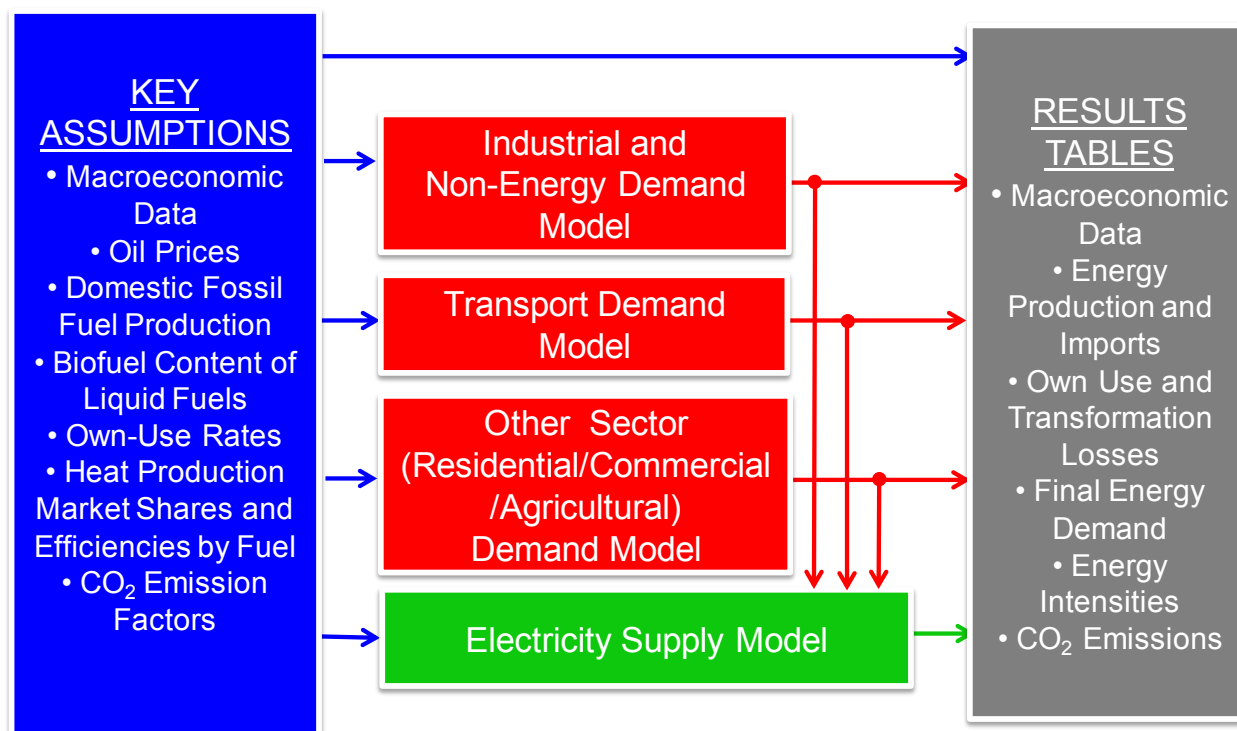 KEY
ASSUMPTIONS
• Macroeconomic
Data
• Oil Prices
• Domestic Fossil
Fuel Production
• Biofuel Content of
Liquid Fuels
• Own-Use Rates
• Heat Production
Market Shares and
Efficiencies by Fuel
• CO₂ Emission
Factors
Industrial and
Non-Energy Demand
Model
Transport Demand
Model
Other Sector
(Residential/Commercial
/Agricultural)
Demand Model
Electricity Supply Model
RESULTS
TABLES
• Macroeconomic
Data
• Energy
Production and
Imports
• Own Use and
Transformation
Losses
• Final Energy
Demand
• Energy
Intensities
• CO₂ Emissions